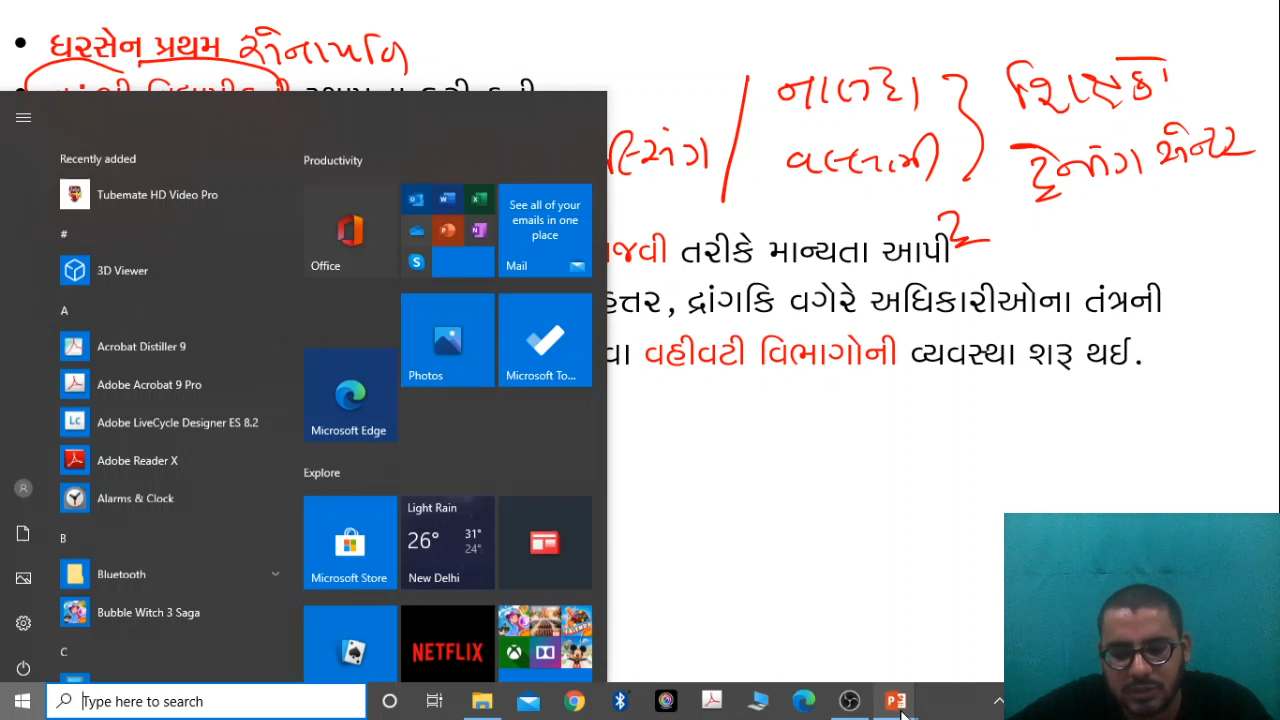 ધરસેન પ્રથમ સેનાપતિ
નાલંદા
વલ્લભી
શિક્ષકો
ટ્રેનીંગ સેન્ટર
જવી તરીકે માન્યતા આપી
હત્તર, દ્રાંગકિ વગેરે અધિકારીઓના તંત્રની
વા વહીવટી વિભાગોની વ્યવસ્થા શરૂ થઈ.
Recently added
Tubemate HD Video Pro
#
3D Viewer
A
Acrobat Distiller 9
Adobe Acrobat 9 Pro
Adobe LiveCycle Designer ES 8.2
Adobe Reader X
Alarms & Clock
B
Bluetooth
Bubble Witch 3 Saga
C
Productivity
Office
See all of your
emails in one
place
Mail
Photos
Microsoft To...
Microsoft Edge
Explore
Microsoft Store
Light Rain
26° 31°
24°
New Delhi
NETFLIX
Type here to search